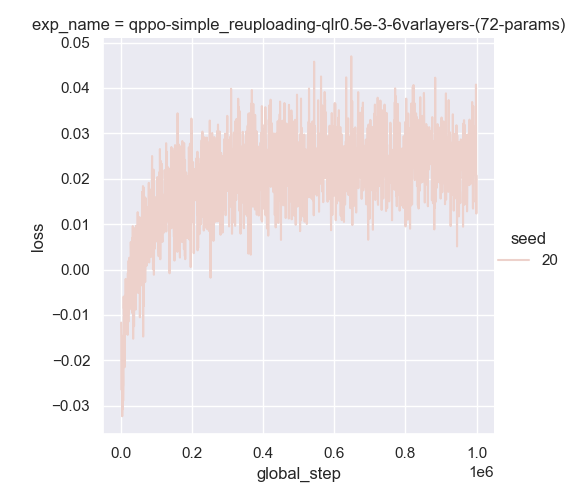 exp_name = qppo-simple_reuploading-qlr0.5e-3-6varlayers-(72-params)
0.05
0.04
0.03
0.02
0.01
0.00
−0.01
−0.02
−0.03
loss
seed
20
0.0 0.2 0.4 0.6 0.8 1.0
1e6
global_step